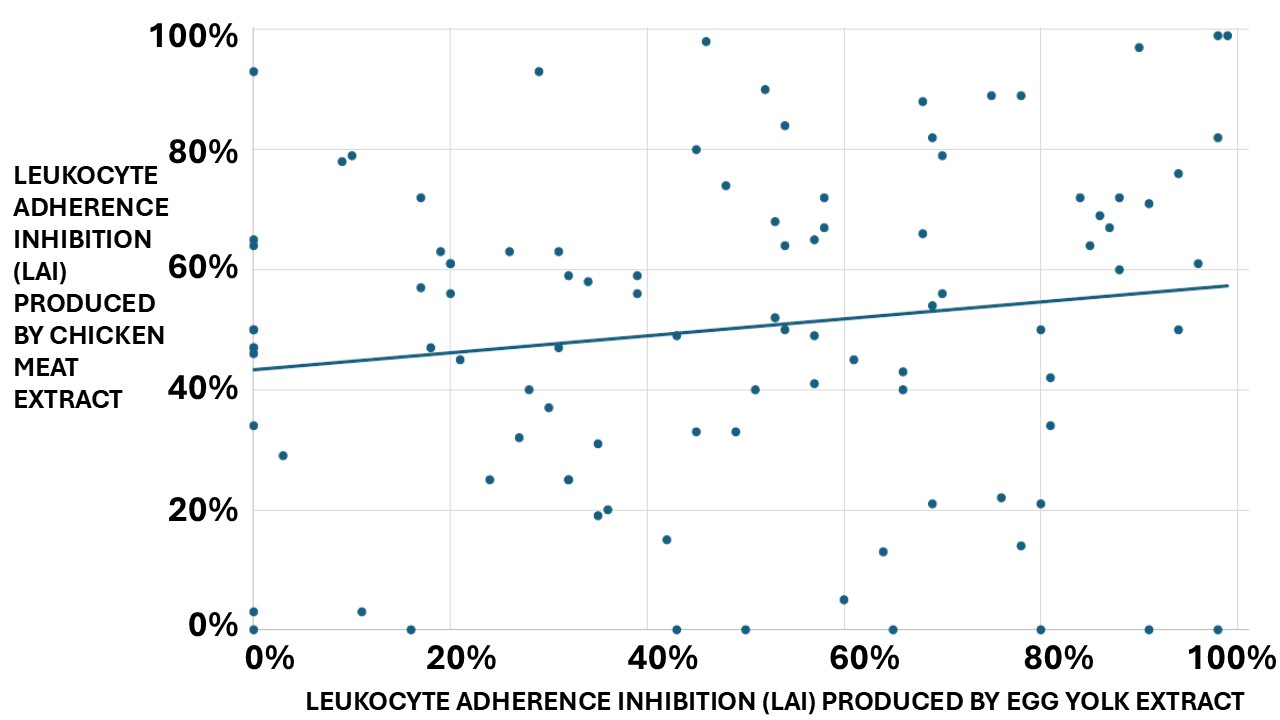 100%
80%
60%
40%
20%
0%
LEUKOCYTE
ADHERENCE
INHIBITION
(LAI)
PRODUCED
BY CHICKEN
MEAT
EXTRACT
0% 20% 40% 60% 80% 100%
LEUKOCYTE ADHERENCE INHIBITION (LAI) PRODUCED BY EGG YOLK EXTRACT